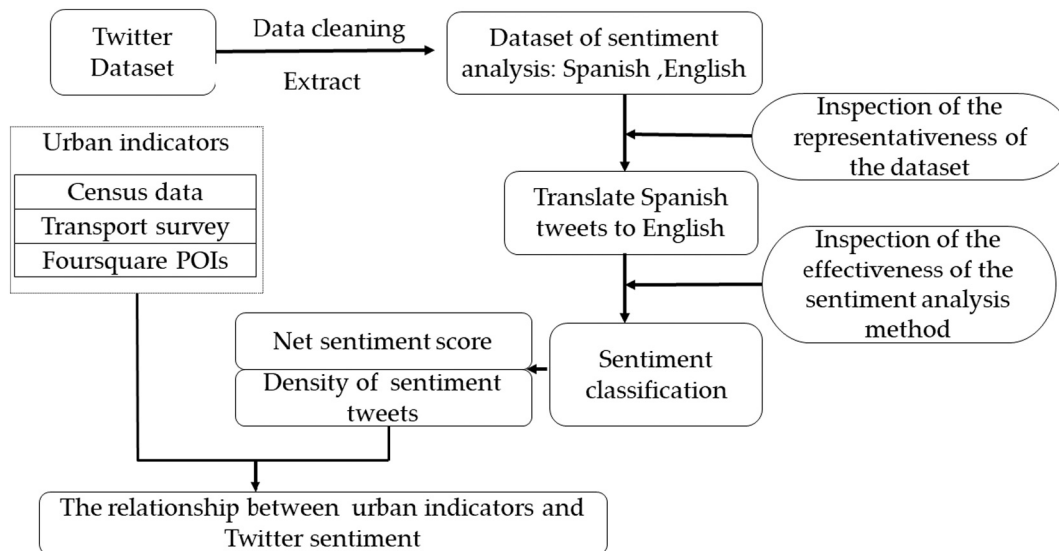 Twitter
Dataset
Data cleaning
Extract
Dataset of sentiment
analysis: Spanish ,English
Inspection of the
representativeness of
the dataset
Urban indicators
Census data
Transport survey
Foursquare POIs
Translate Spanish
tweets to English
Inspection of the
effectiveness of the
sentiment analysis
method
Net sentiment score
Density of sentiment
tweets
Sentiment
classification
The relationship between urban indicators and
Twitter sentiment